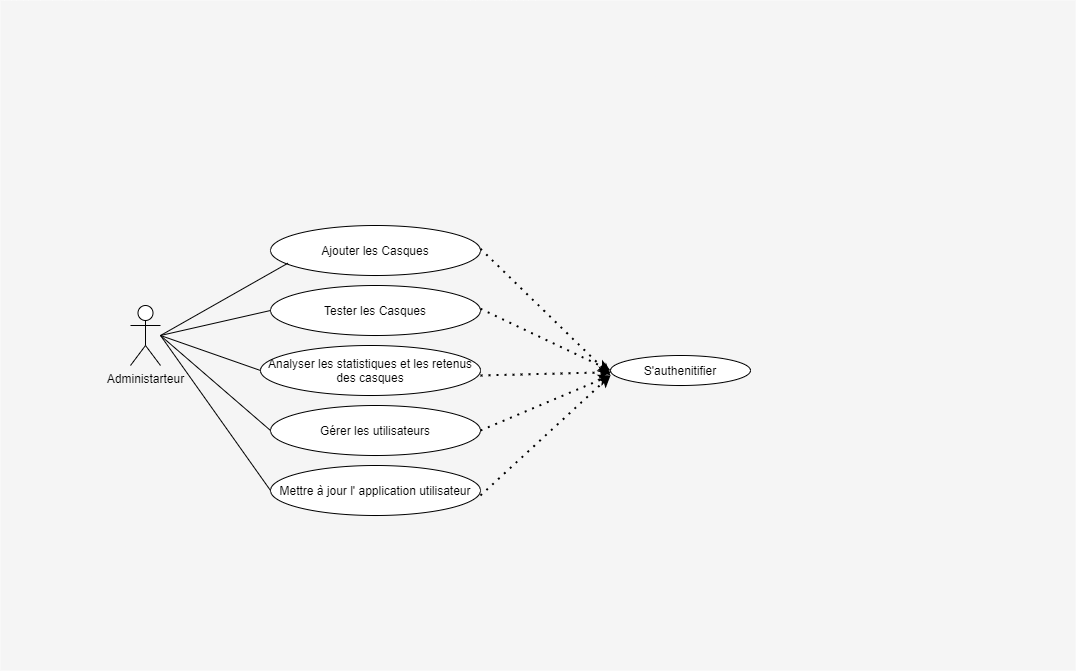 Ajouter les Casques
Tester les Casques
Administarteur
Analyser les statistiques et les retenus
des casques
S'authenitifier
Gérer les utilisateurs
Mettre à jour l' application utilisateur